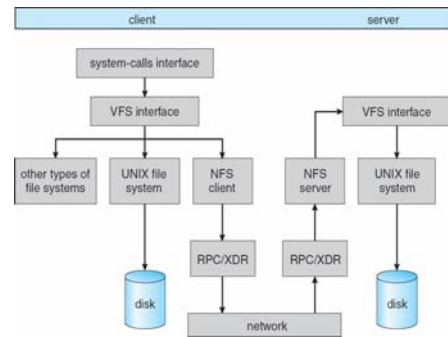 client
server
system-calls interface
VFS interface
VFS interface
other types of
file systems
UNIX file
system
NFS
client
NFS
server
UNIX file
system
RPC/XDR
RPC/XDR
disk
disk
network